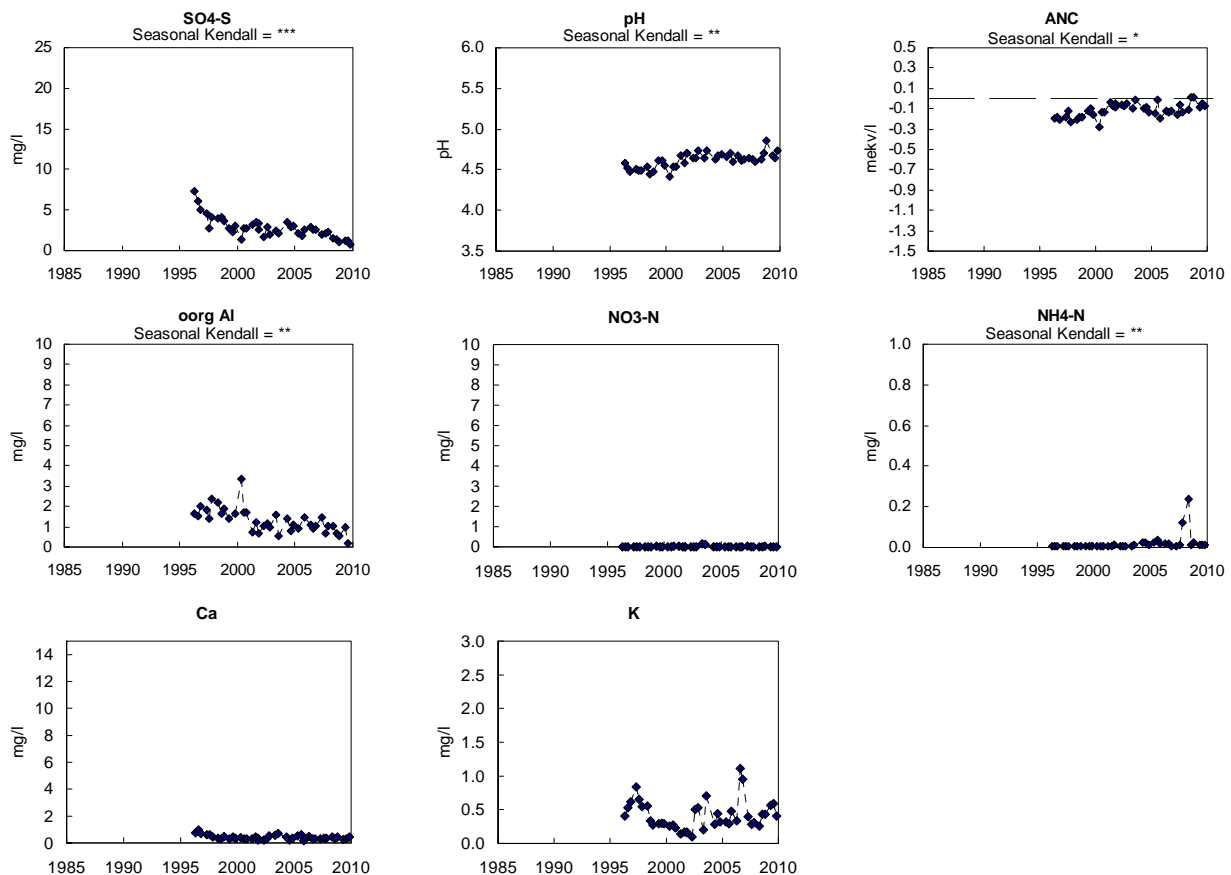 SO4-S
Seasonal Kendall = ***
25
20
15
10
5
0
mg/l
1985 1990 1995 2000 2005 2010
pH
Seasonal Kendall = **
6.0
5.5
5.0
4.5
4.0
3.5
pH
1985 1990 1995 2000 2005 2010
ANC
Seasonal Kendall = *
0.5
0.3
0.1
-0.1
-0.3
-0.5
-0.7
-0.9
-1.1
-1.3
-1.5
mekv/l
1985 1990 1995 2000 2005 2010
oorg Al
Seasonal Kendall = **
10
9
8
7
6
5
4
3
2
1
0
mg/l
1985 1990 1995 2000 2005 2010
NO3-N
10
9
8
7
6
5
4
3
2
1
0
mg/l
1985 1990 1995 2000 2005 2010
NH4-N
Seasonal Kendall = **
1.0
0.8
0.6
0.4
0.2
0.0
mg/l
1985 1990 1995 2000 2005 2010
Ca
14
12
10
8
6
4
2
0
mg/l
1985 1990 1995 2000 2005 2010
K
3.0
2.5
2.0
1.5
1.0
0.5
0.0
mg/l
1985 1990 1995 2000 2005 2010